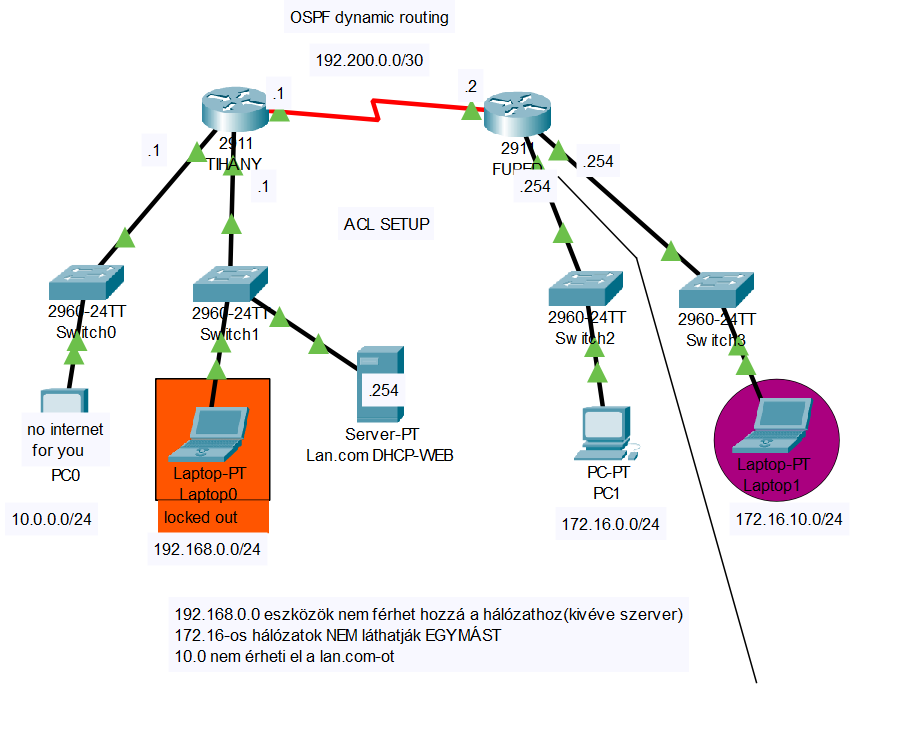 OSPF dynamic routing
192.200.0.0/30
.1
.2
2911
TIHANY
2911
FURED
.1
.1
.254
.254
ACL SETUP
2960-24TT
Switch0
2960-24TT
Switch1
2960-24TT
Switch2
2960-24TT
Switch3
.254
no internet
for you
PC0
Laptop-PT
Laptop0
locked out
Server-PT
Lan.com DHCP-WEB
PC-PT
PC1
Laptop-PT
Laptop1
10.0.0.0/24
192.168.0.0/24
172.16.0.0/24
172.16.10.0/24
192.168.0.0 eszközök nem férhet hozzá a hálózathoz(kivéve szerver)
172.16-os hálózatok NEM láthatják EGYMÁST
10.0 nem érheti el a lan.com-ot